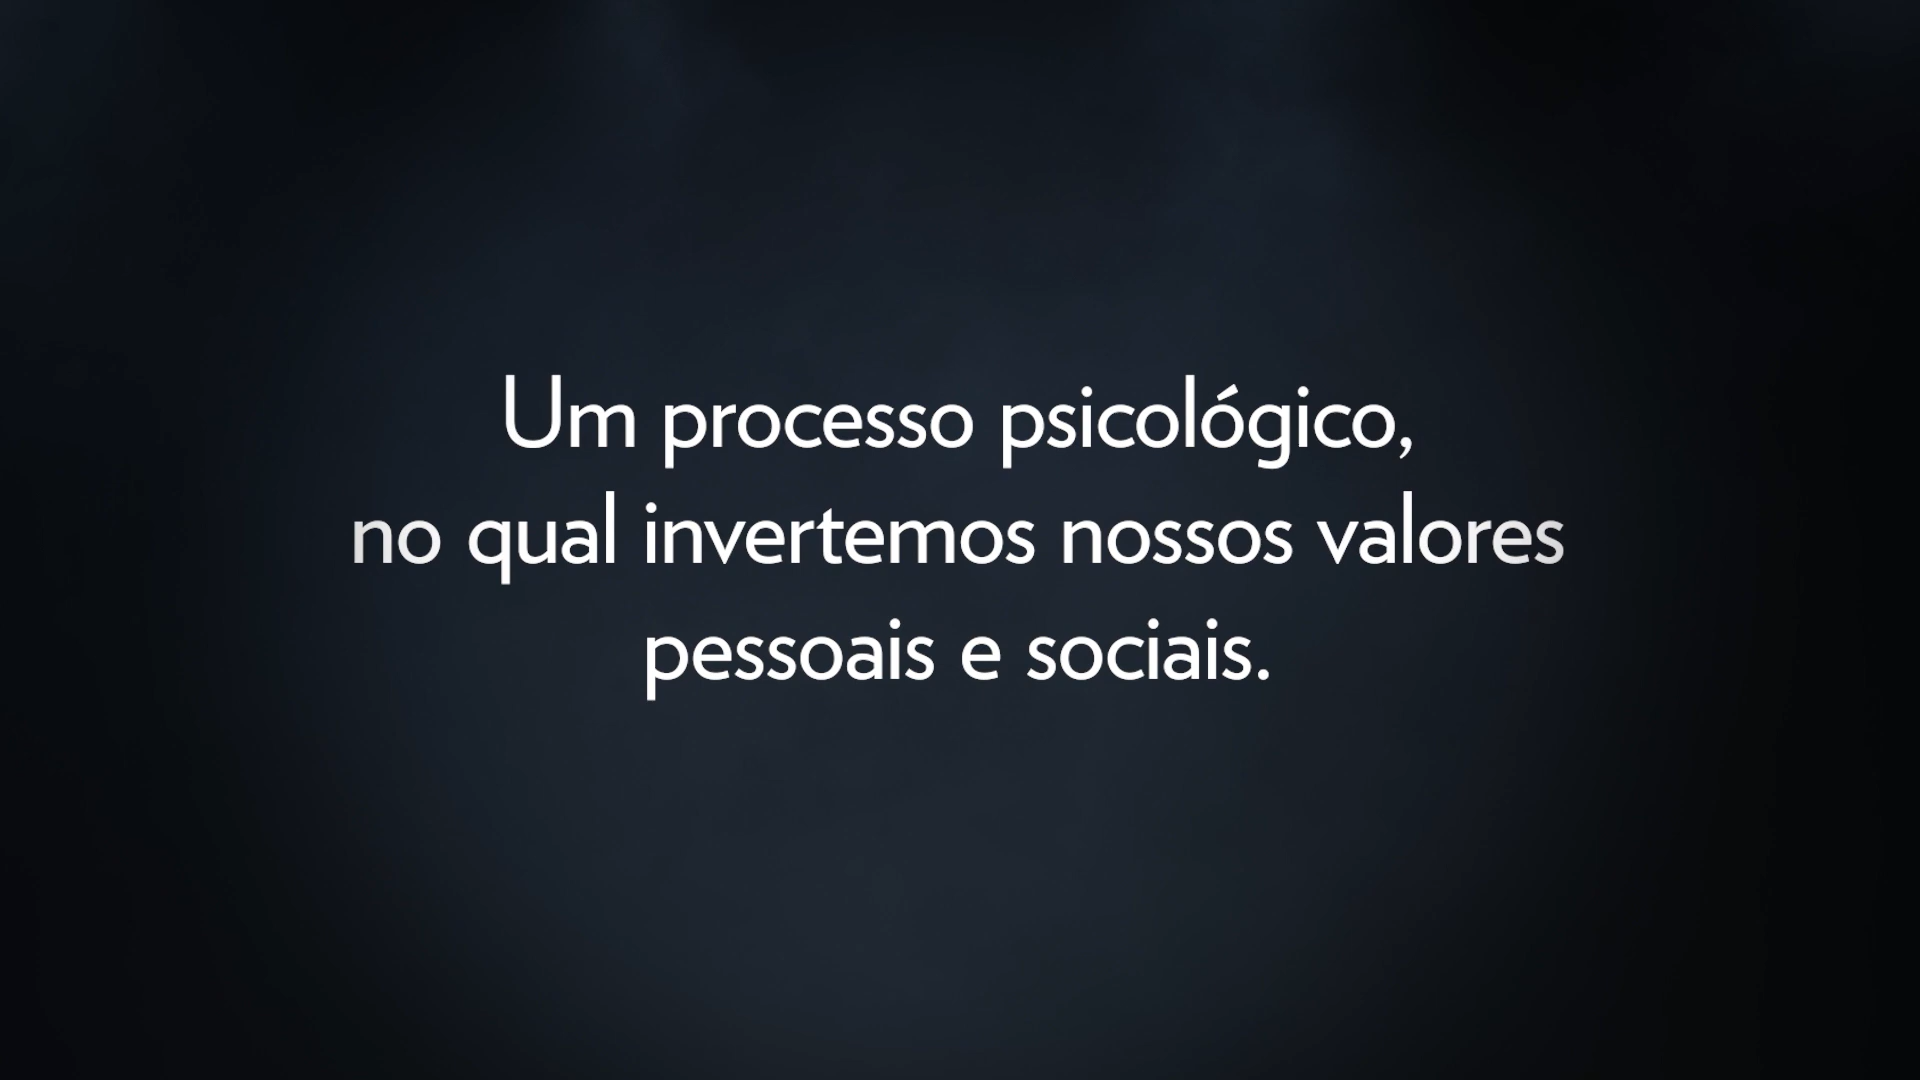 Um processo psicológico,
no qual invertemos nossos valores
pessoais e sociais.